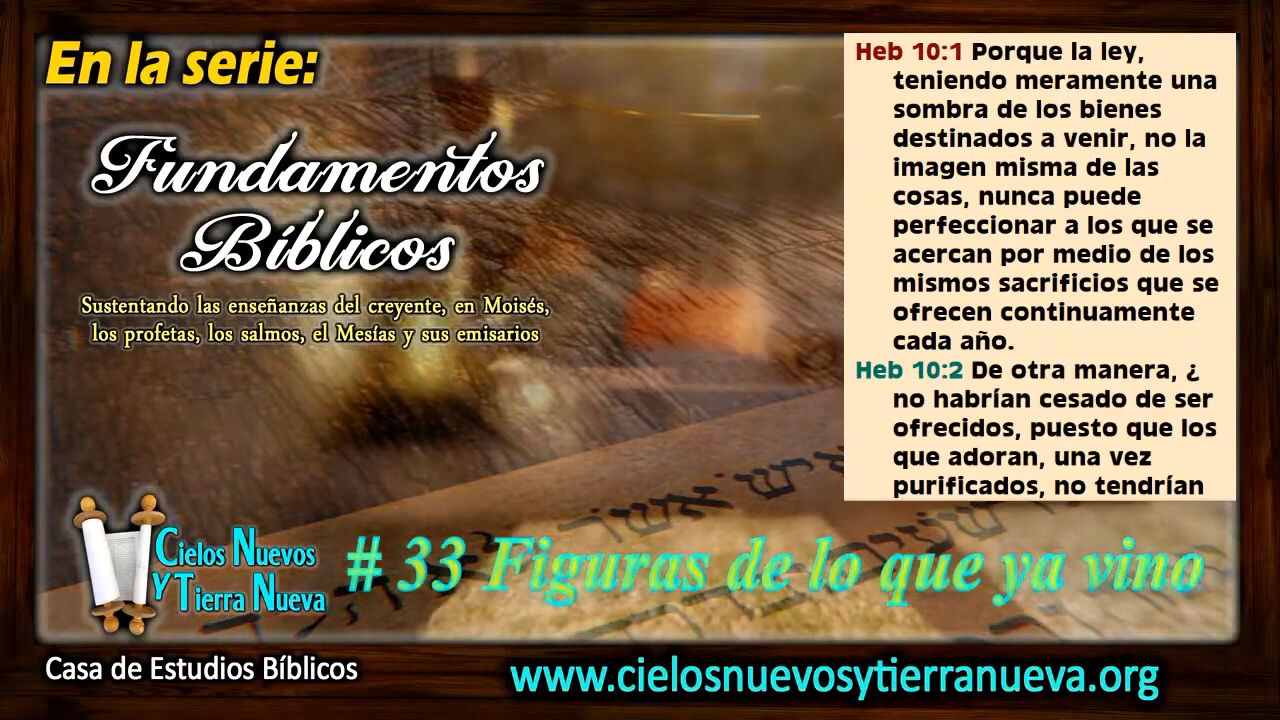 En la serie:
Fundamentos
Bíblicos
Sustentando las enseñanzas del creyente, en Moisés,
los profetas, los salmos, el Mesías y sus emisarios
Heb 10:1 Porque la ley,
teniendo meramente una
sombra de los bienes
destinados a venir, no la
imagen misma de las
cosas, nunca puede
perfeccionar a los que se
acercan por medio de los
mismos sacrificios que se
ofrecen continuamente
cada año.
Heb 10:2 De otra manera, ¿
no habrían cesado de ser
ofrecidos, puesto que los
que adoran, una vez
purificados, no tendrían
איש אשר
Cielos Nuevos
Y Tierra Nueva
# 33 Figuras de lo que ya vino
Casa de Estudios Bíblicos
www.cielosnuevosytierranueva.org